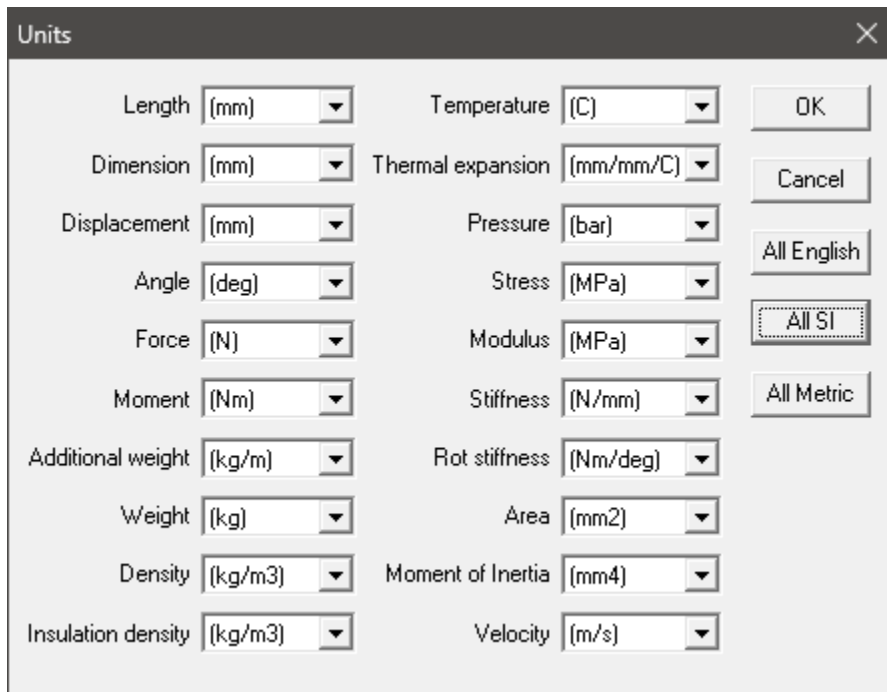 Units
Length (mm) Temperature (C) OK
Dimension (mm) Thermal expansion (mm/mm/C) Cancel
Displacement (mm) Pressure (bar) All English
Angle (deg) Stress (MPa) All SI
Force (N) Modulus (MPa)
Moment (Nm) Stiffness (N/mm) All Metric
Additional weight (kg/m) Rot stiffness (Nm/deg)
Weight (kg) Area (mm2)
Density (kg/m3) Moment of Inertia (mm4)
Insulation density (kg/m3) Velocity (m/s)